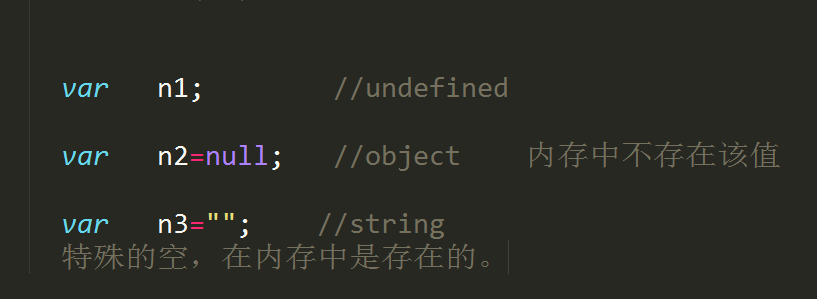 var n1; //undefined
var n2=null; //object 内存中不存在该值
var n3=""; //string
特殊的空，在内存中是存在的。